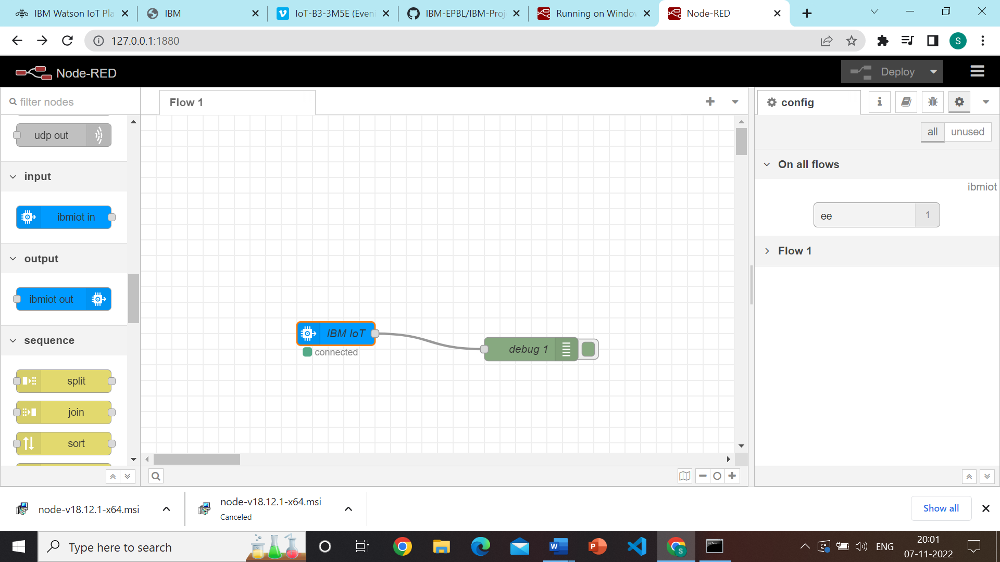 IBM Watson IoT Pla
IBM
IoT-B3-3M5E (Eveni
IBM-EPBL/IBM-Proj
Running on Window
Node-RED
127.0.0.1:1880
S
Node-RED
Deploy
filter nodes
Flow 1
config
udp out
all
unused
input
On all flows
ibmiot
ibmiot in
ee
1
output
Flow 1
ibmiot out
IBM IoT
connected
debug 1
sequence
split
join
sort
node-v18.12.1-x64.msi
node-v18.12.1-x64.msi
Canceled
Show all
Type here to search
ENG
20:01
07-11-2022